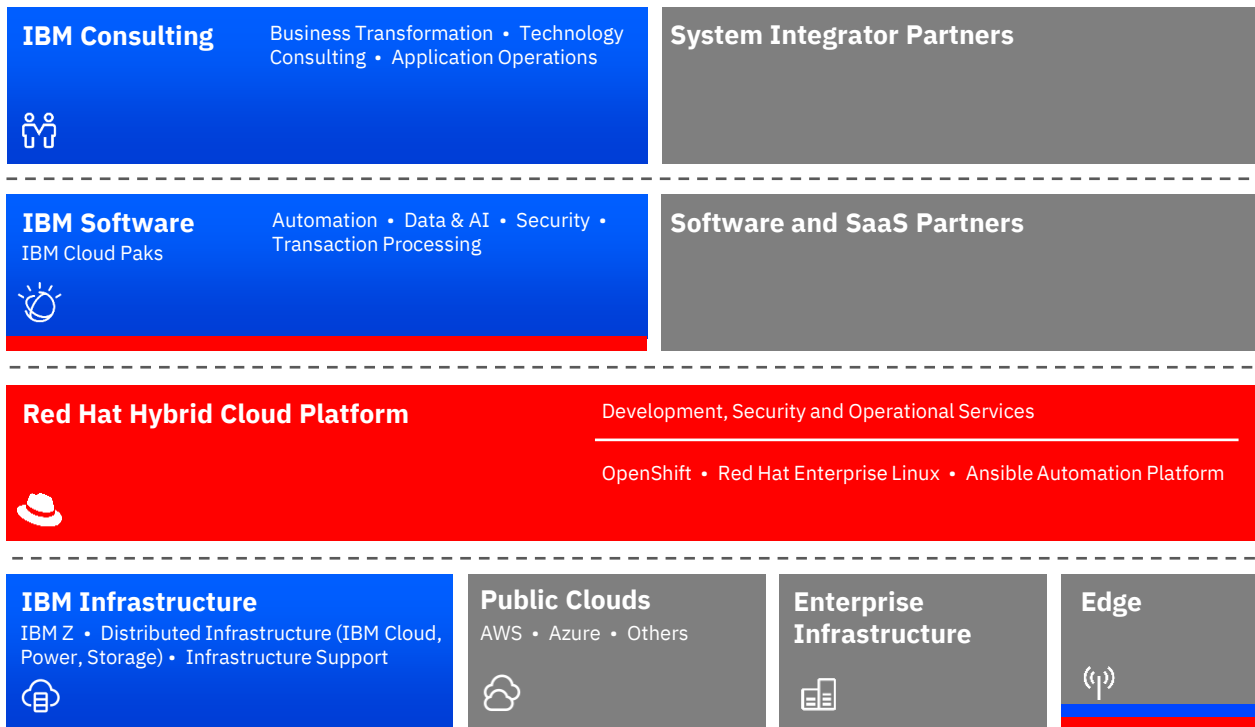 IBM Consulting
Business Transformation • Technology
Consulting • Application Operations
System Integrator Partners
IBM Software
IBM Cloud Paks
Automation • Data & AI • Security •
Transaction Processing
Software and SaaS Partners
Red Hat Hybrid Cloud Platform
Development, Security and Operational Services
OpenShift • Red Hat Enterprise Linux • Ansible Automation Platform
IBM Infrastructure
IBM Z • Distributed Infrastructure (IBM Cloud,
Power, Storage) • Infrastructure Support
Public Clouds
AWS • Azure • Others
Enterprise
Infrastructure
Edge